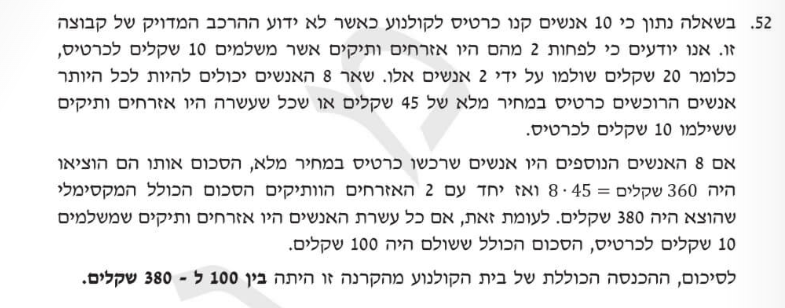 52. בשאלה נתון כי 10 אנשים קנו כרטיס לקולנוע כאשר לא ידוע ההרכב המדויק של קבוצה
זו. אנו יודעים כי לפחות 2 מהם היו אזרחים ותיקים אשר משלמים 10 שקלים לכרטיס,
כלומר 20 שקלים שולמו על ידי 2 אנשים אלו. שאר 8 האנשים יכולים להיות לכל היותר
אנשים הרוכשים כרטיס במחיר מלא של 45 שקלים או שכל שעשרה היו אזרחים ותיקים
ששילמו 10 שקלים לכרטיס.
אם 8 האנשים הנוספים היו אנשים שרכשו כרטיס במחיר מלא, הסכום אותו הם הוציאו
היה 360 שקלים = 45 · 8 ואז יחד עם 2 האזרחים הוותיקים הסכום הכולל המקסימלי
שהוצא היה 380 שקלים. לעומת זאת, אם כל עשרת האנשים היו אזרחים ותיקים שמשלמים
10 שקלים לכרטיס, הסכום הכולל ששולם היה 100 שקלים.
לסיכום, ההכנסה הכוללת של בית הקולנוע מהקרנה זו היתה בין 100 ל - 380 שקלים.